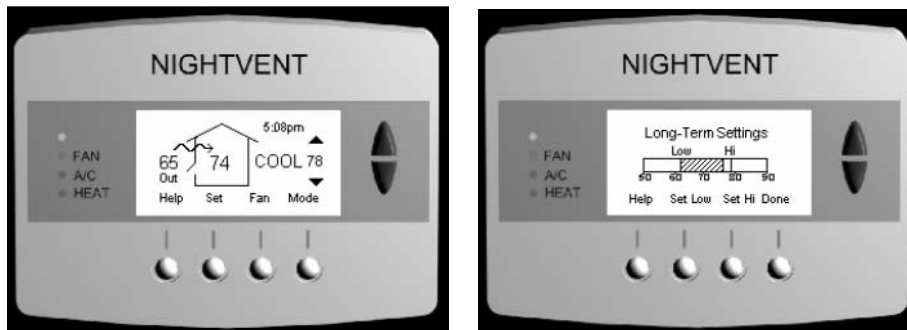 NIGHTVENT
5:08pm
FAN
65 74 COOL 78
A/C
Out
HEAT
Help Set Fan Mode
NIGHTVENT
Long-Term Settings
FAN
Low Hi
A/C
50 60 70 80 90
HEAT
Help Set Low Set Hi Done